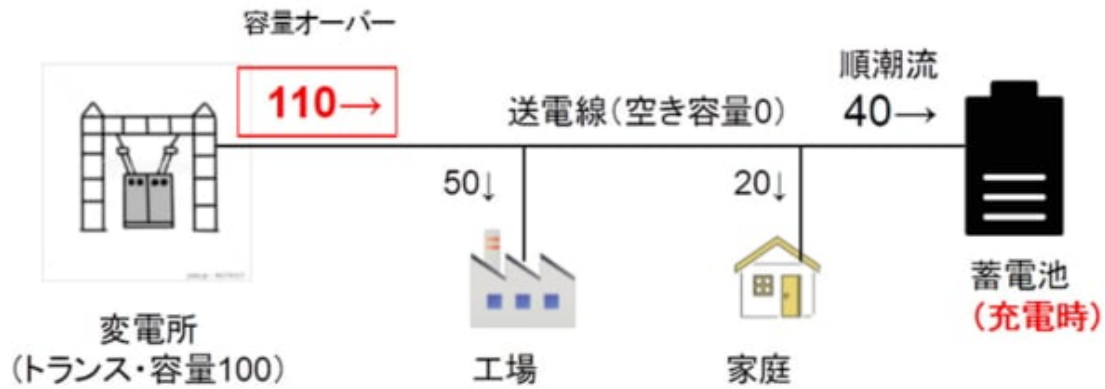 容量オーバー
110→
順潮流
40→
送電線(空き容量0)
50↓
20↓
変電所
(トランス・容量100)
工場
家庭
蓄電池
(充電時)